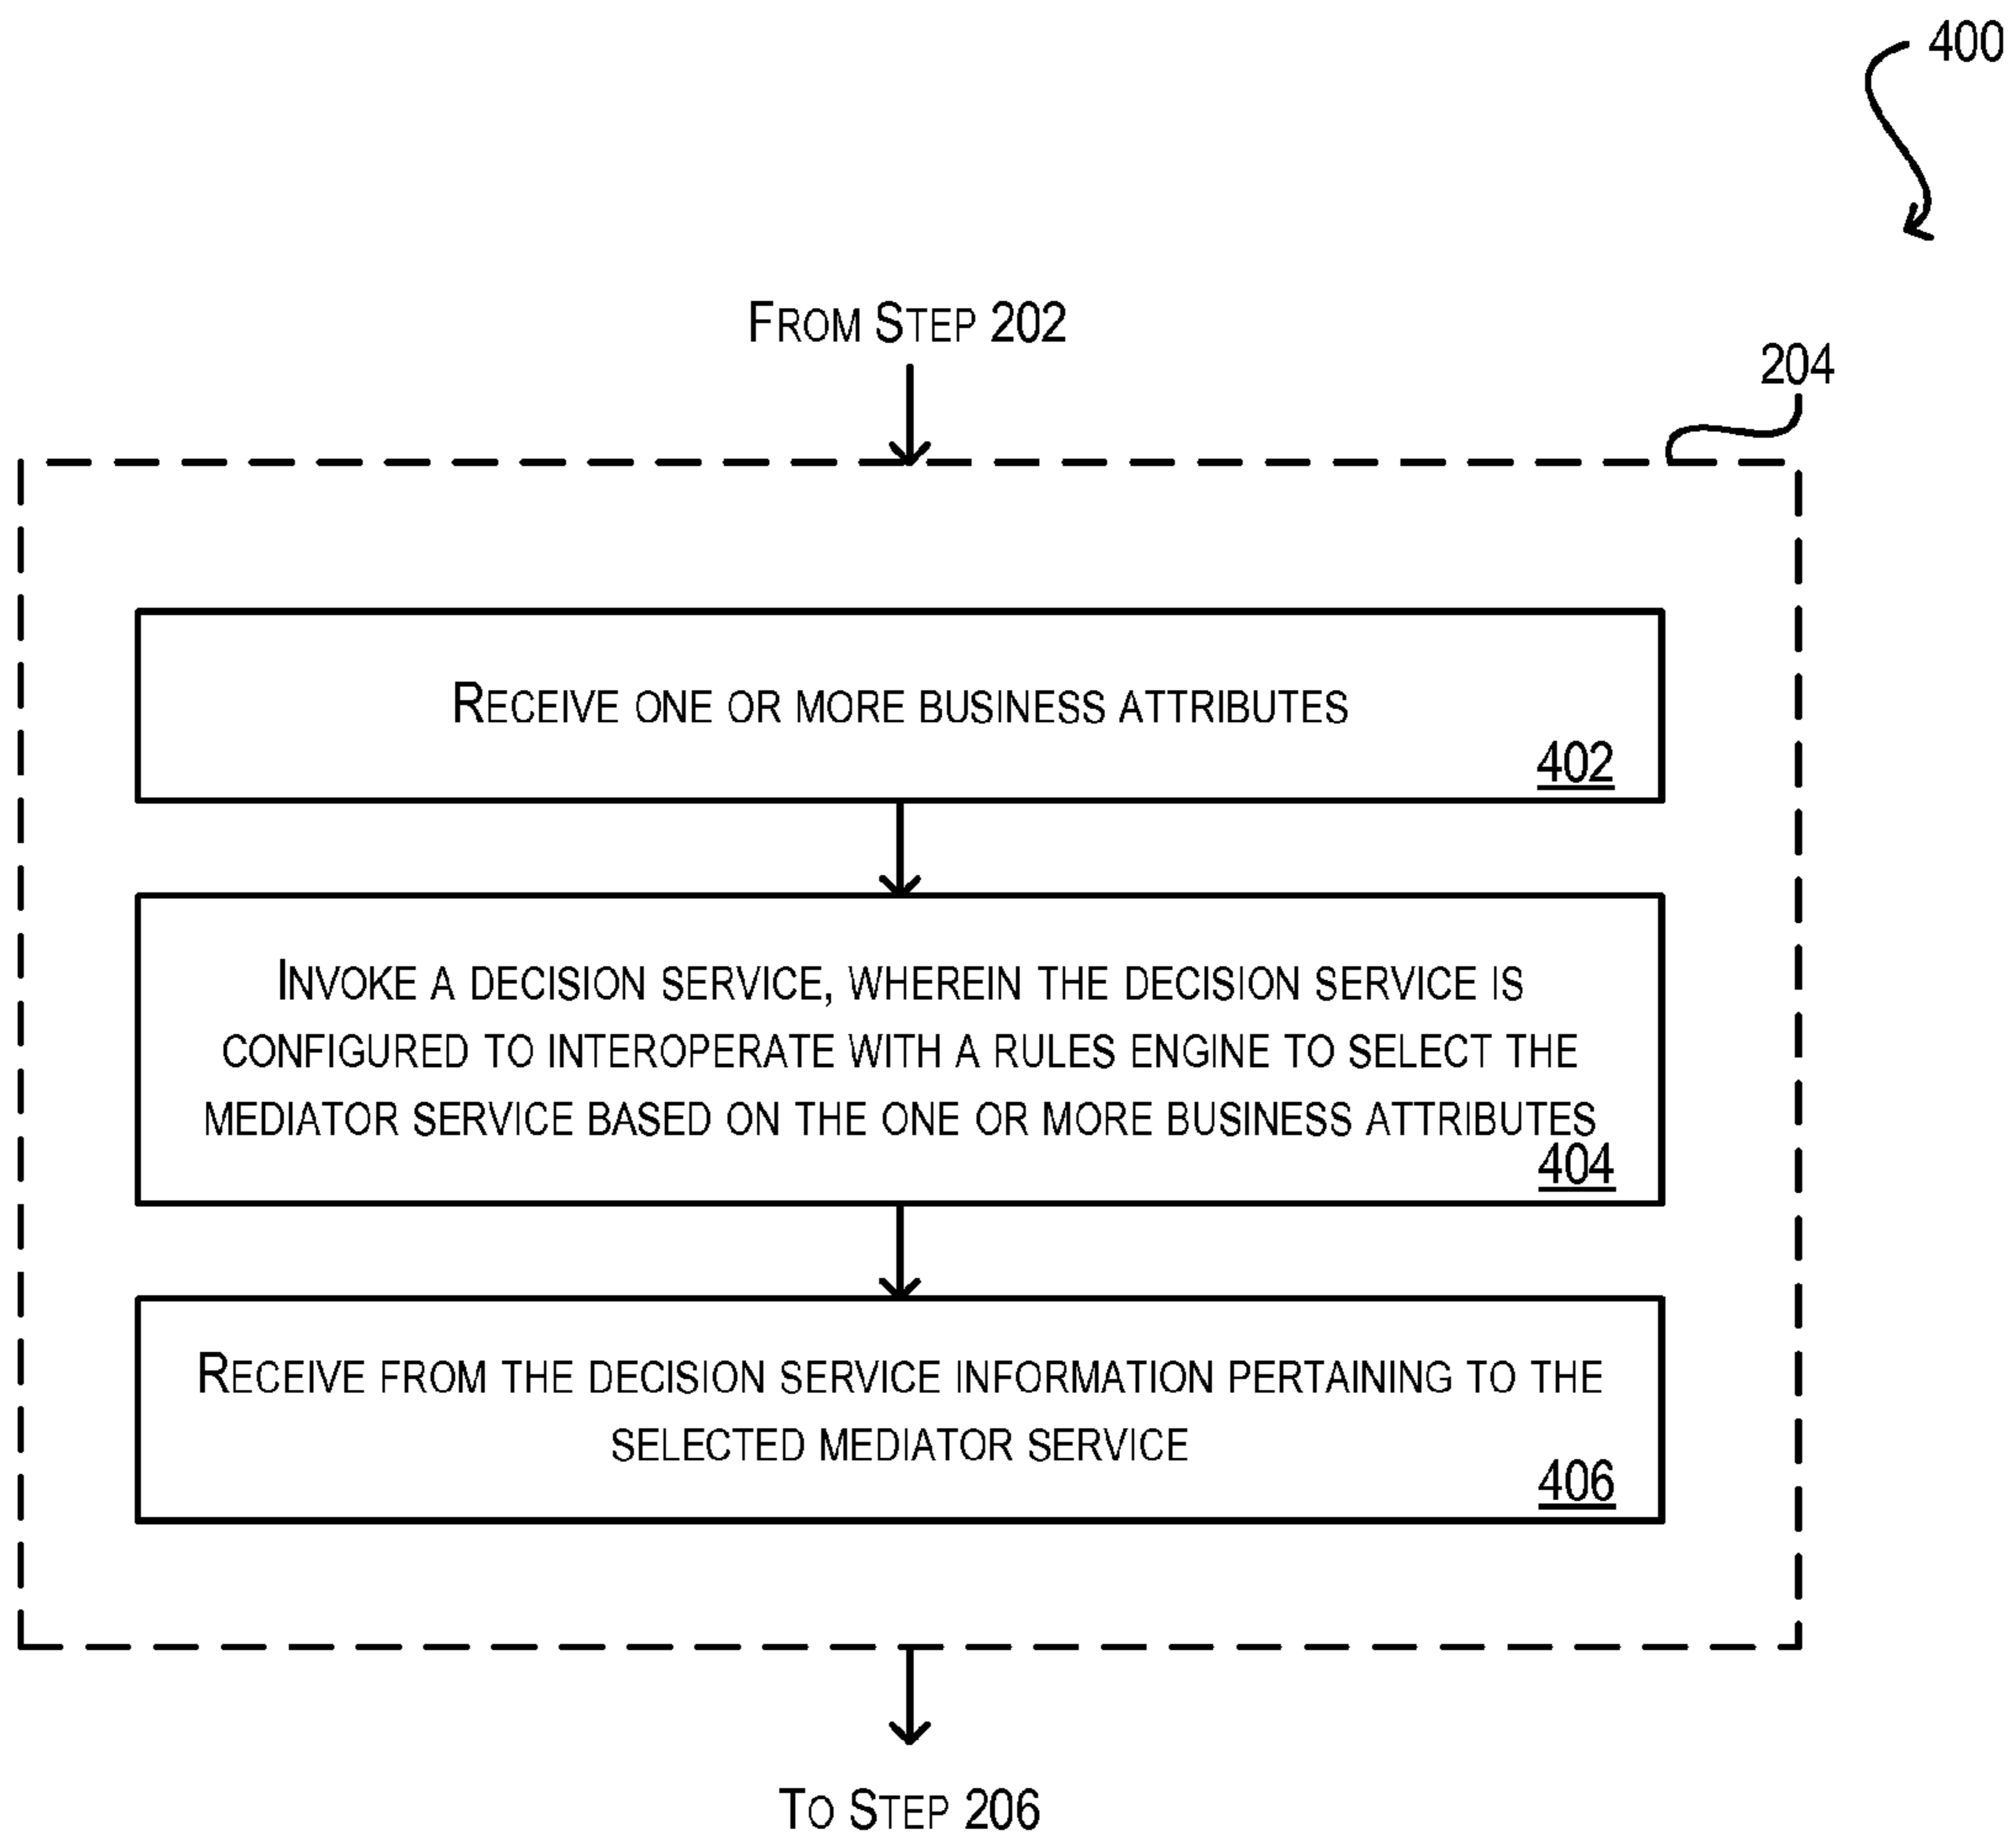 400
From Step 202
204
Receive one or more business attributes
402
Invoke a decision service, wherein the decision service is
configured to interoperate with a rules engine to select the
mediator service based on the one or more business attributes
404
Receive from the decision service information pertaining to the
selected mediator service
406
To Step 206